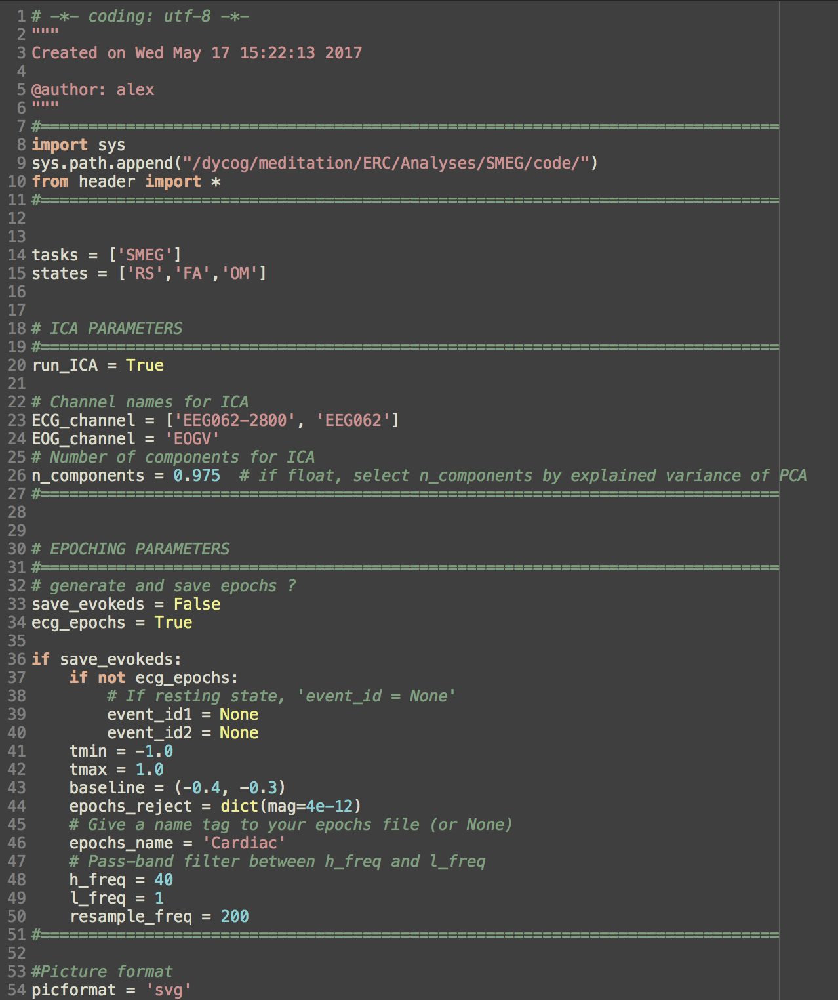 1 # -*- coding: utf-8 -*-
2 """
3 Created on Wed May 17 15:22:13 2017
4
5 @author: alex
6 """
7 #==============================================================================
8 import sys
9 sys.path.append("/dycog/meditation/ERC/Analyses/SMEG/code/")
10 from header import *
11 #==============================================================================
12
13
14 tasks = ['SMEG']
15 states = ['RS','FA','OM']
16
17
18 # ICA PARAMETERS
19 #==============================================================================
20 run_ICA = True
21
22 # Channel names for ICA
23 ECG_channel = ['EEG062-2800', 'EEG062']
24 EOG_channel = 'EOGV'
25 # Number of components for ICA
26 n_components = 0.975  # if float, select n_components by explained variance of PCA
27 #==============================================================================
28
29
30 # EPOCHING PARAMETERS
31 #==============================================================================
32 # generate and save epochs ?
33 save_evokeds = False
34 ecg_epochs = True
35
36 if save_evokeds:
37     if not ecg_epochs:
38         # If resting state, 'event_id = None'
39         event_id1 = None
40         event_id2 = None
41     tmin = -1.0
42     tmax = 1.0
43     baseline = (-0.4, -0.3)
44     epochs_reject = dict(mag=4e-12)
45     # Give a name tag to your epochs file (or None)
46     epochs_name = 'Cardiac'
47     # Pass-band filter between h_freq and l_freq
48     h_freq = 40
49     l_freq = 1
50     resample_freq = 200
51 #==============================================================================
52
53 #Picture format
54 picformat = 'svg'